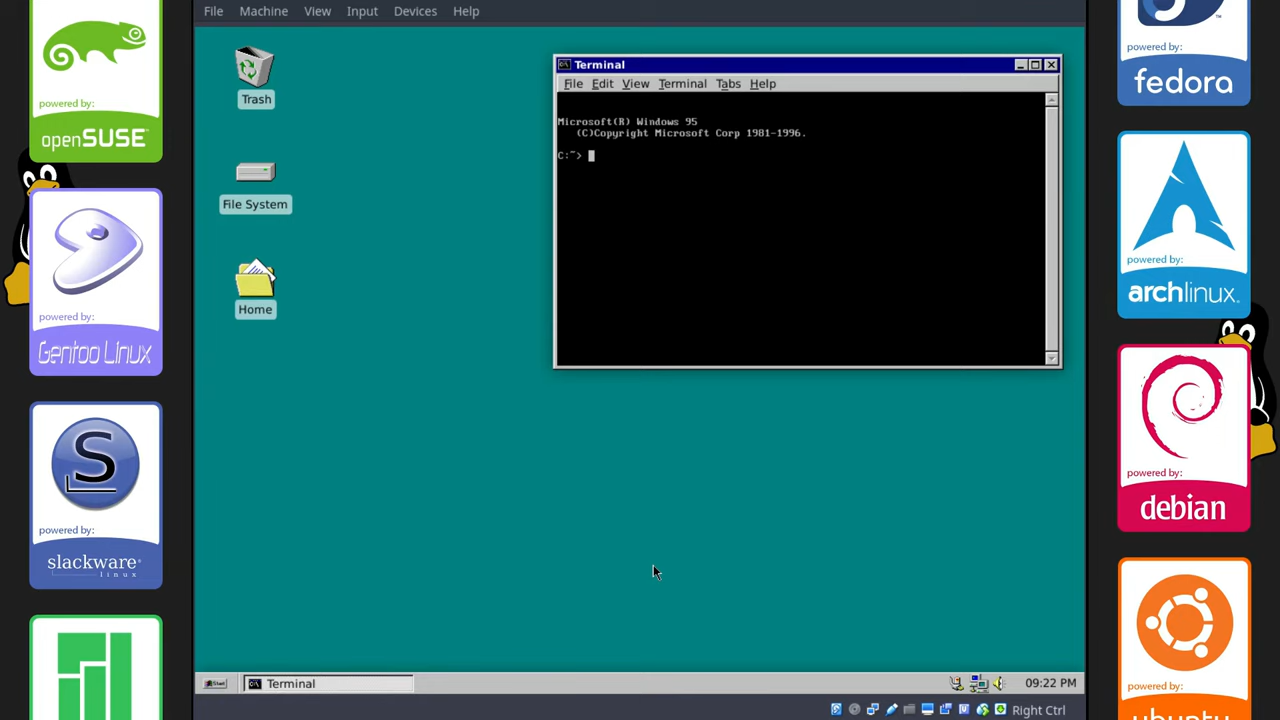 File Machine View Input Devices Help
Trash
File System
Home
Terminal
File Edit View Terminal Tabs Help
Microsoft(R) Windows 95
(C)Copyright Microsoft Corp 1981-1996.
C:~>
Start
Terminal
09:22 PM
Right Ctrl
powered by:
openSUSE
powered by:
Gentoo Linux
powered by:
slackware
linux
powered by:
fedora
powered by:
archlinux
powered by:
debian
powered by:
ubuntu